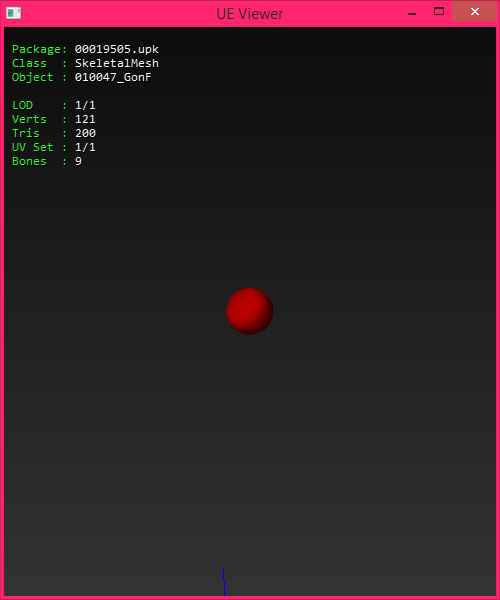 UE Viewer
Package: 00019505.upk
Class : SkeletalMesh
Object : 010047_GonF
LOD : 1/1
Verts : 121
Tris : 200
UV Set : 1/1
Bones : 9